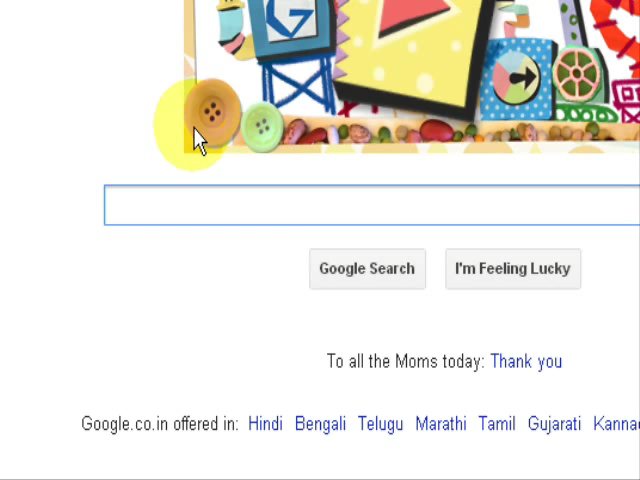 G
Google Search I'm Feeling Lucky
To all the Moms today: Thank you
Google.co.in offered in: Hindi Bengali Telugu Marathi Tamil Gujarati